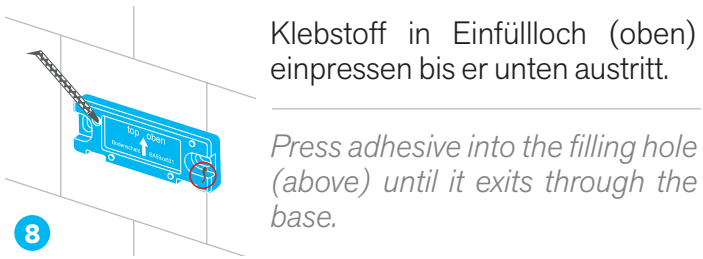 Klebstoff in Einfüllloch (oben)
einpressen bis er unten austritt.
Press adhesive into the filling hole
(above) until it exits through the
base.
top oben
Bodenschatz
8